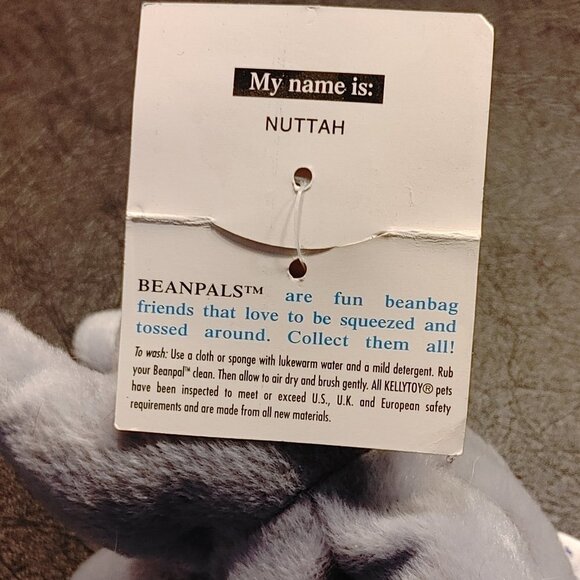 My name is:
NUTTAH
BEANPALS™ are fun beanbag
friends that love to be squeezed and
tossed around. Collect them all!
To wash: Use a cloth or sponge with lukewarm water and a mild detergent. Rub
your Beanpal™ clean. Then allow to air dry and brush gently. All KELLYTOY® pets
have been inspected to meet or exceed U.S., U.K. and European safety
requirements and are made from all new materials.